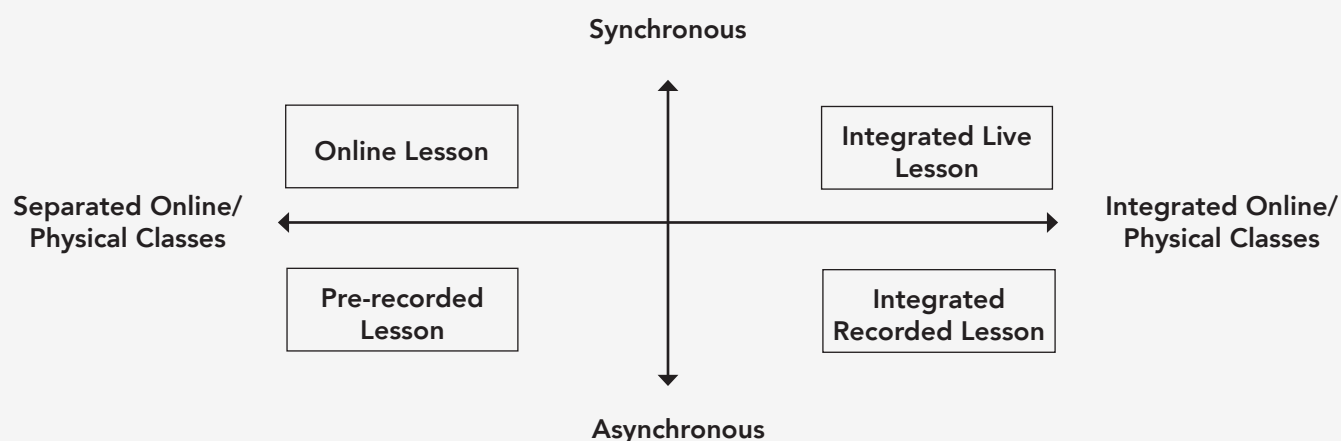 Synchronous
Online Lesson
Integrated Live
Lesson
Separated Online/
Physical Classes
Integrated Online/
Physical Classes
Pre-recorded
Lesson
Integrated
Recorded Lesson
Asynchronous